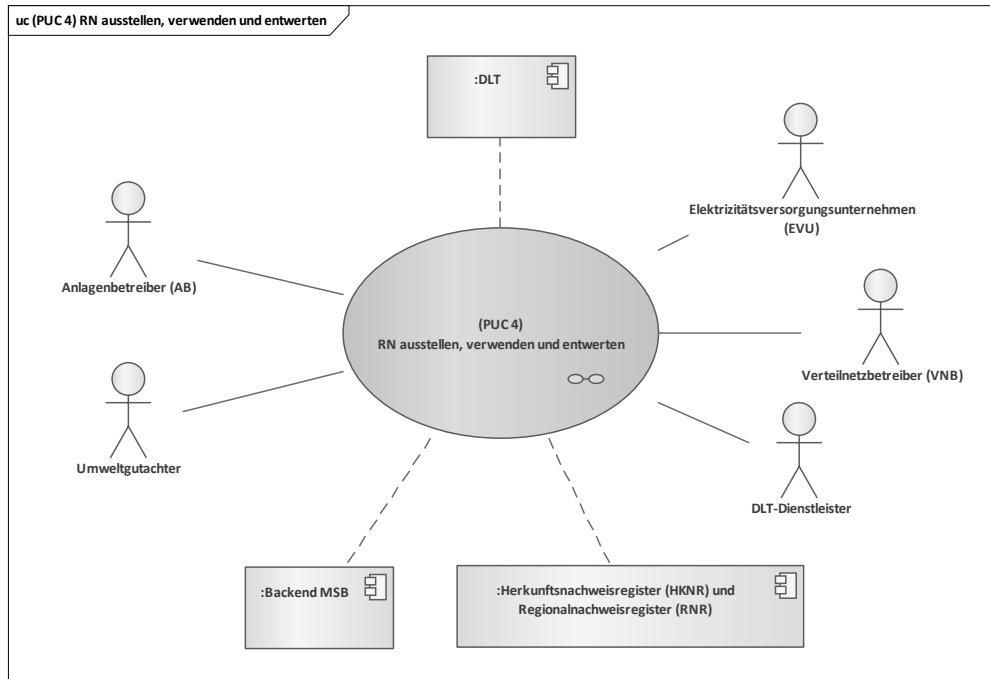 uc (PUC 4) RN ausstellen, verwenden und entwerten
:DLT
Elektrizitätsversorgungsunternehmen
(EVU)
Anlagenbetreiber (AB)
(PUC 4)
RN ausstellen, verwenden und entwerten
Verteilnetzbetreiber (VNB)
Umweltgutachter
DLT-Dienstleister
:Backend MSB
:Herkunftsnachweisregister (HKNR) und
Regionalnachweisregister (RNR)